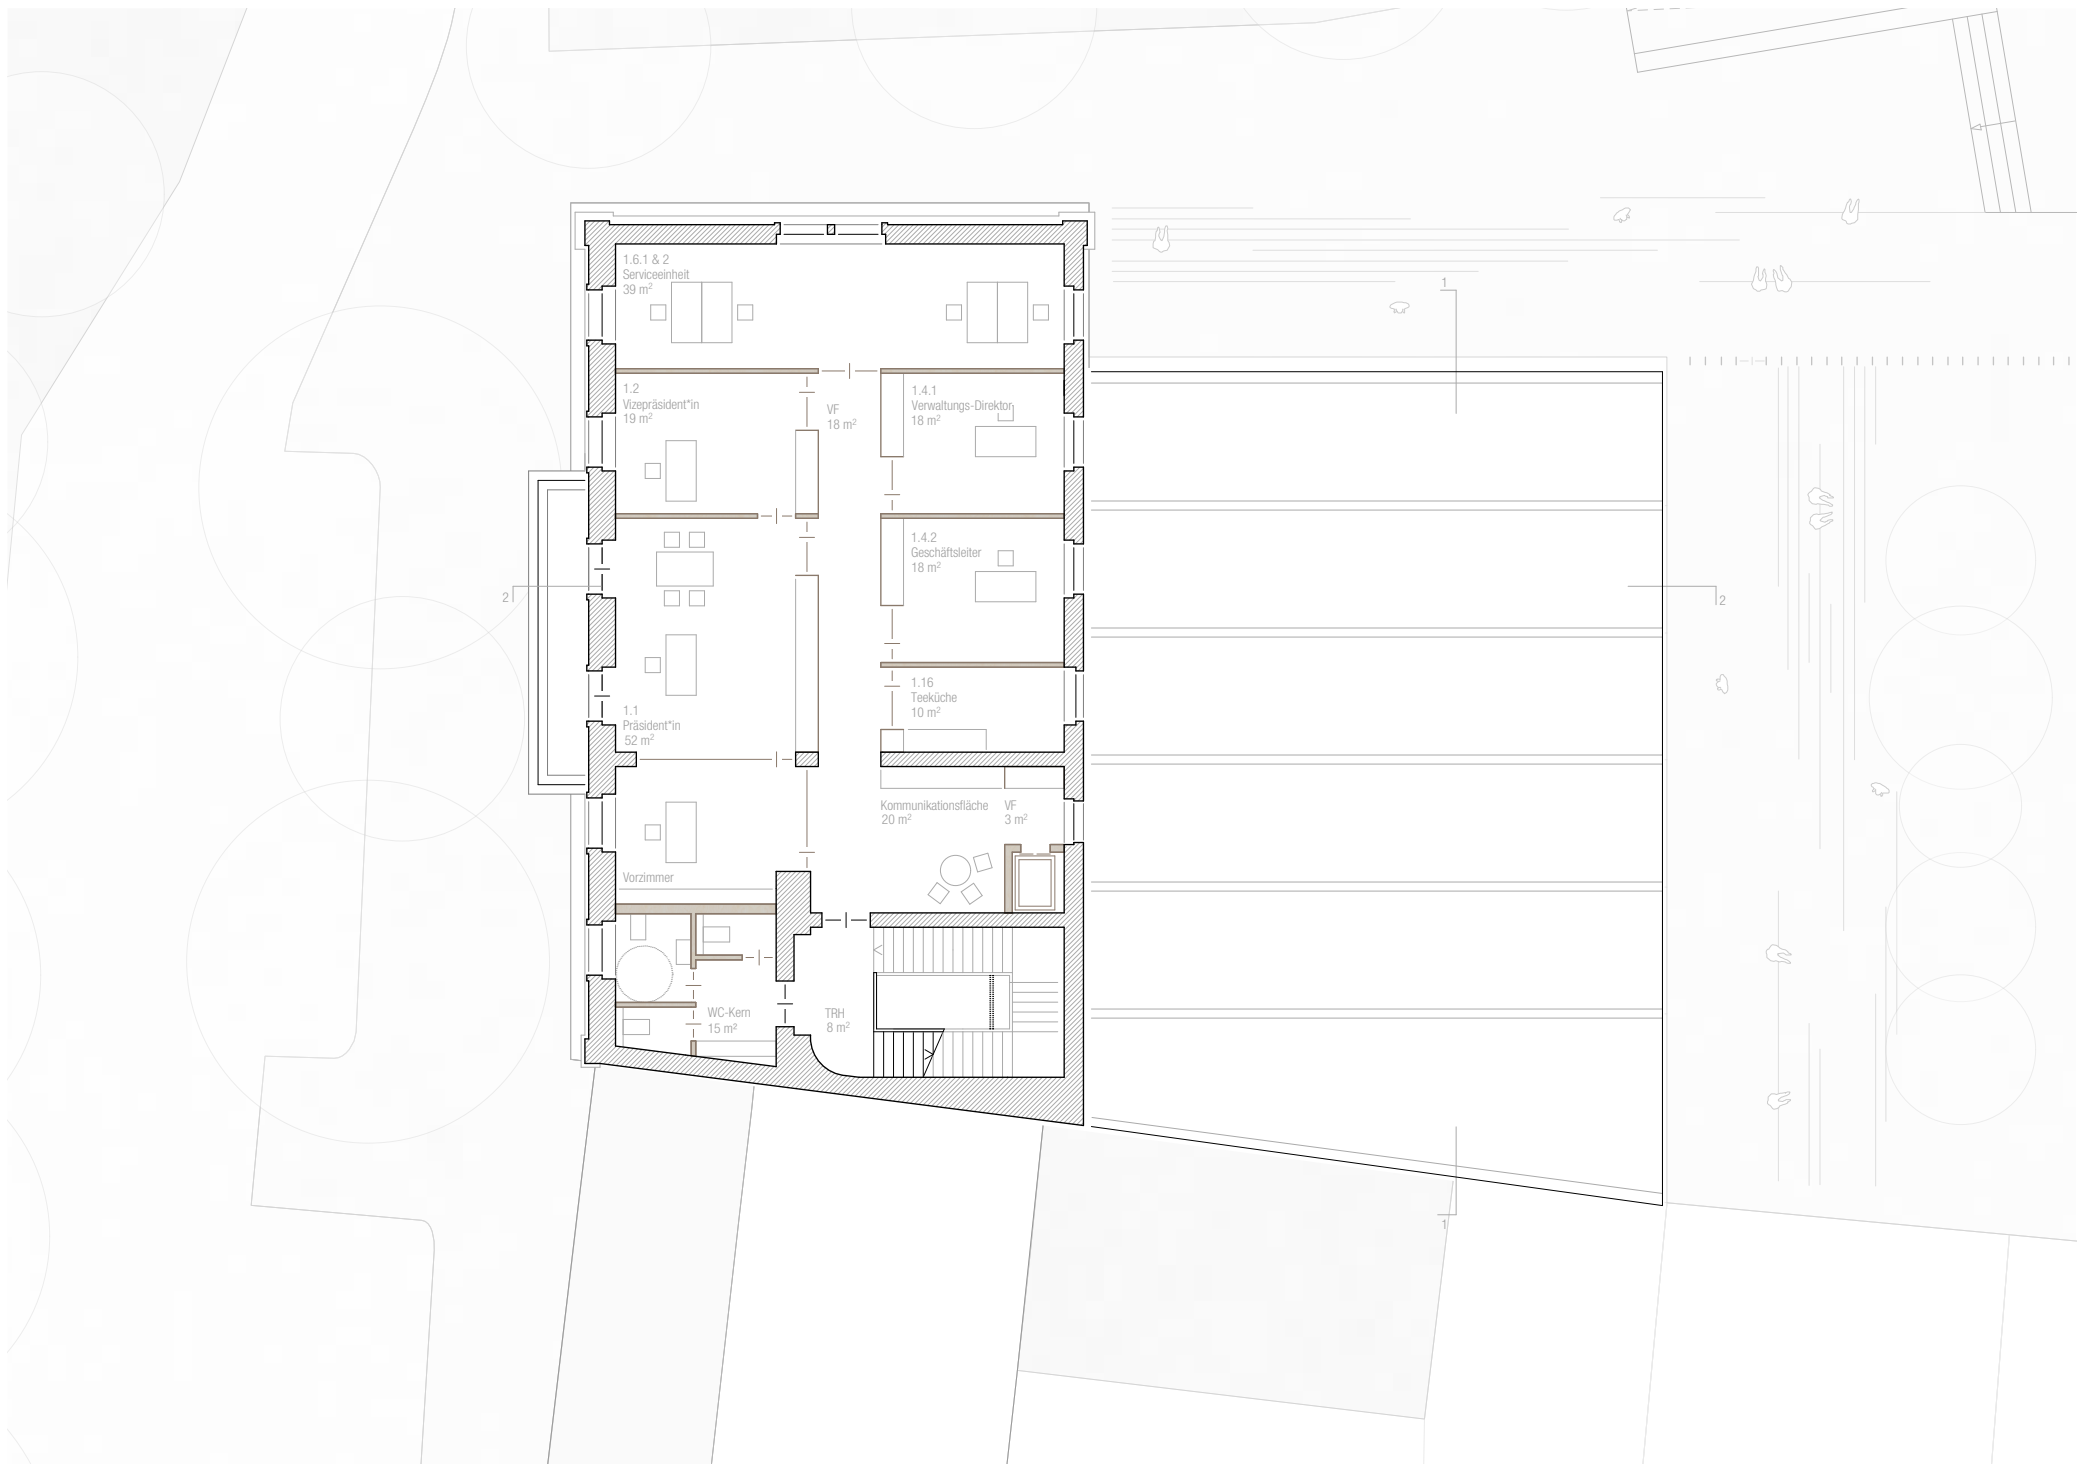 1.6.1 & 2
Serviceeinheit
39 m²
1
1.2
Vizepräsident*in
19 m²
VF
18 m²
1.4.1
Verwaltungs-Direktor
18 m²
1.4.2
Geschäftsleiter
18 m²
2
2
1.16
Teeküche
10 m²
1.1
Präsident*in
52 m²
Kommunikationsfläche
20 m²
VF
3 m²
Vorzimmer
WC-Kern
15 m²
TRH
8 m²
1